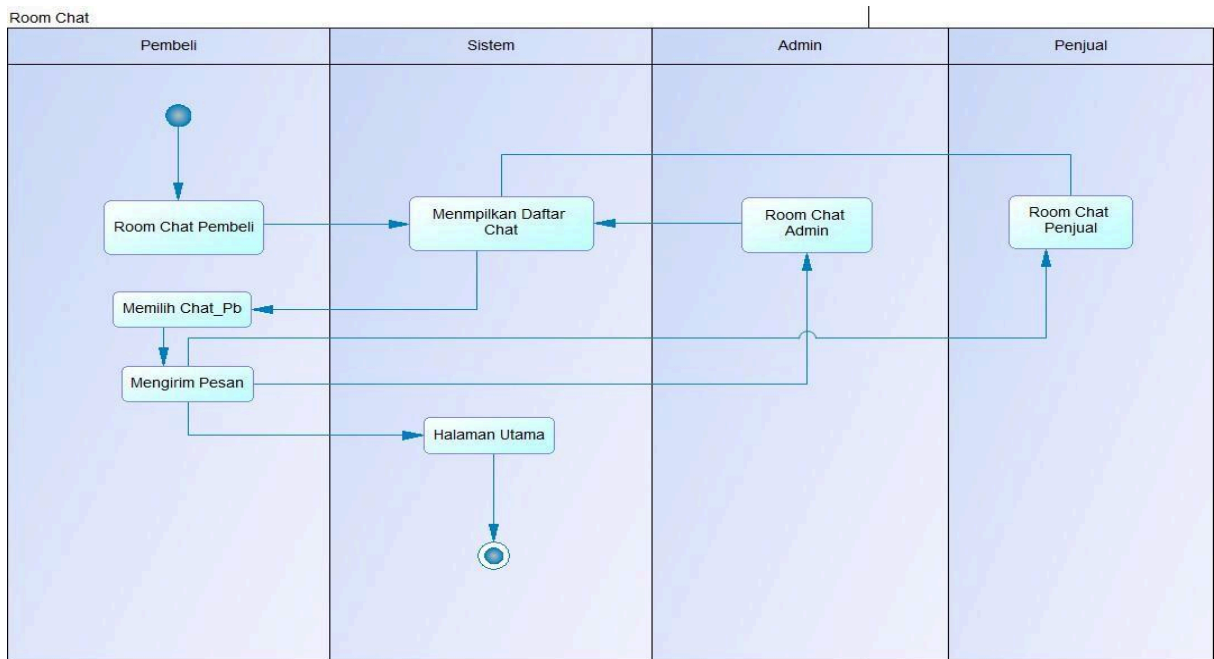 Room Chat
Pembeli
Sistem
Admin
Penjual
Room Chat Pembeli
Menmpilkan Daftar
Chat
Room Chat
Admin
Room Chat
Penjual
Memilih Chat_Pb
Mengirim Pesan
Halaman Utama